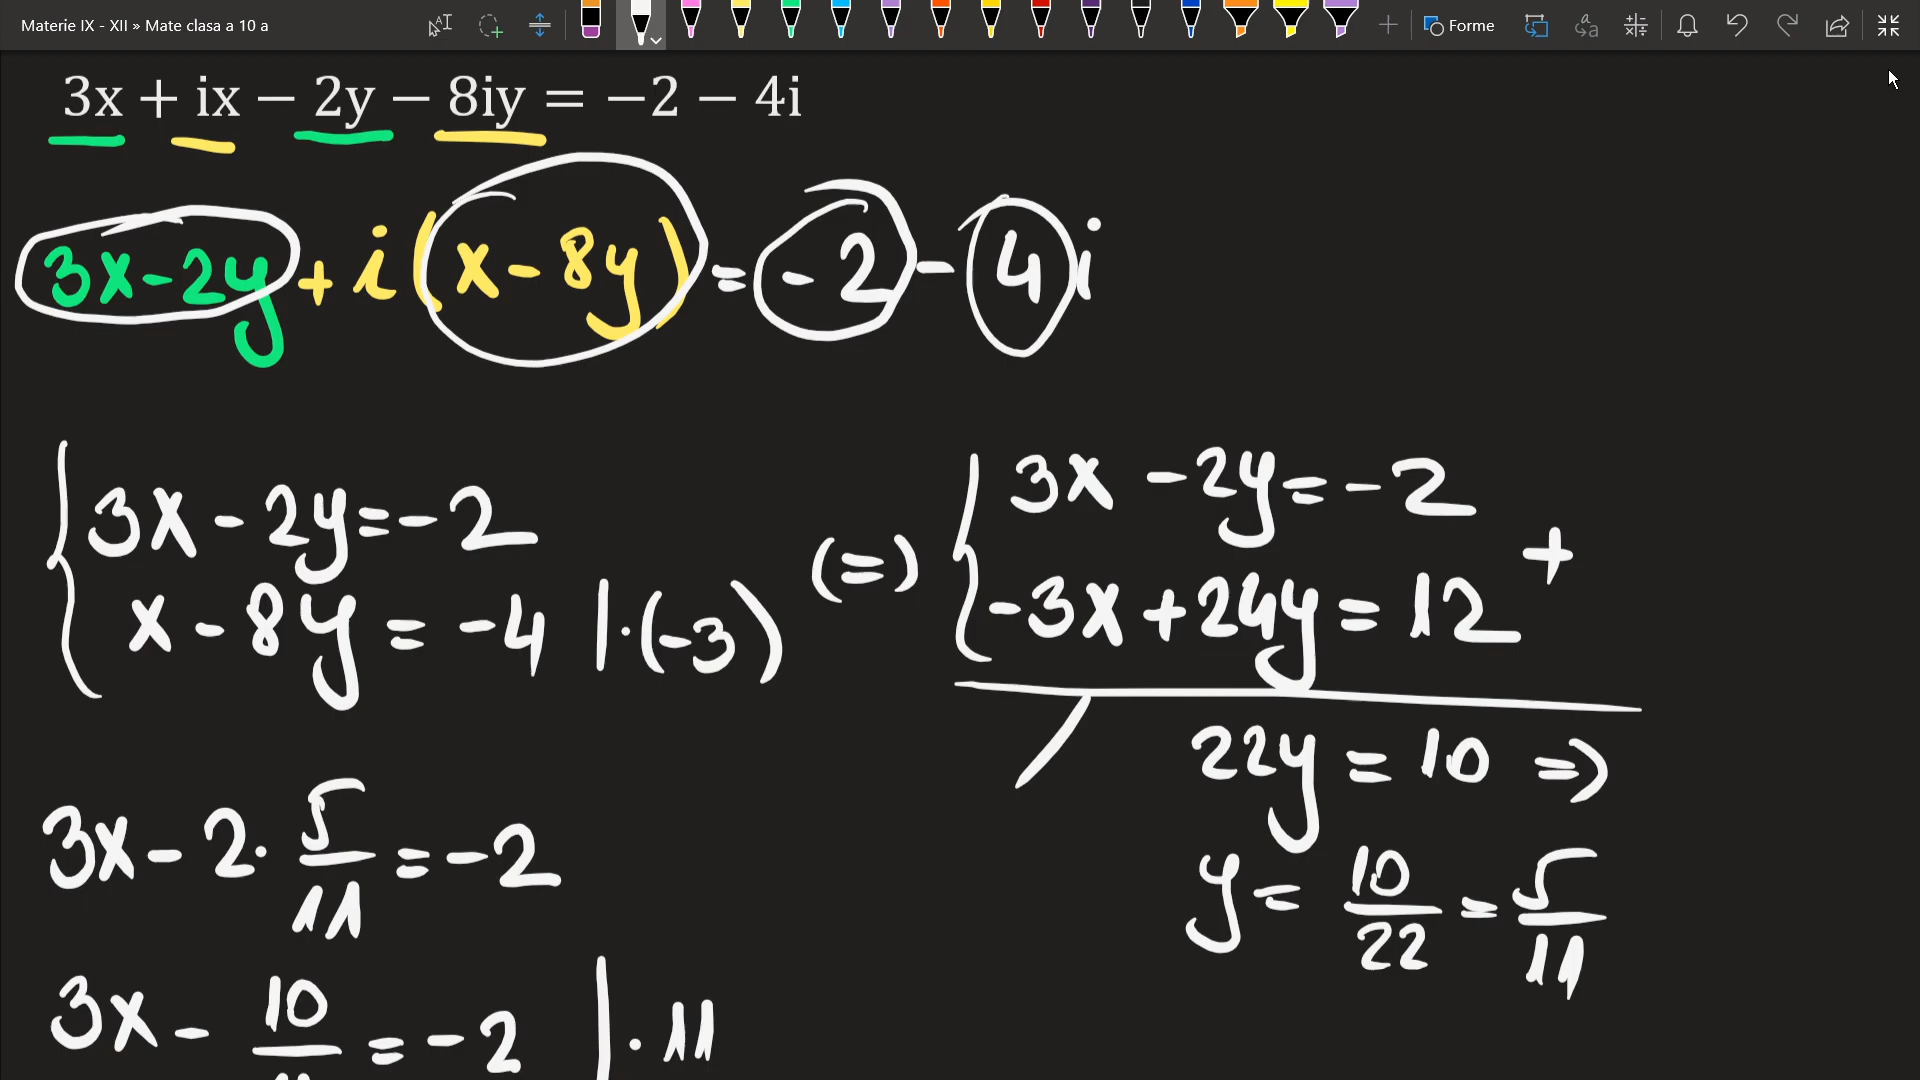 Materie IX - XII » Mate clasa a 10 a
Forme
3x + ix − 2y − 8iy = −2 − 4i
3x-2y + i(x-8y) = -2 - 4i
3x - 2y = -2
x - 8y = -4 | · (-3)
(=)
3x - 2y = -2
-3x + 24y = 12
+
/ 22y = 10 =>
y = 10/22 = 5/11
3x - 2 · 5/11 = -2
3x - 10/11 = -2 | · 11